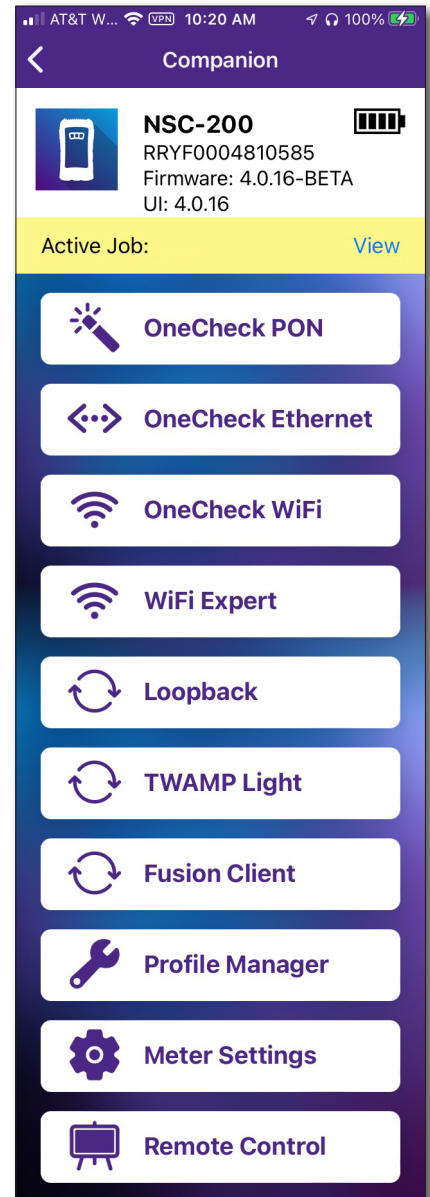 AT&T W... VPN 10:20 AM 100%
Companion
NSC-200
RRYF0004810585
Firmware: 4.0.16-BETA
UI: 4.0.16
Active Job: View
OneCheck PON
OneCheck Ethernet
OneCheck WiFi
WiFi Expert
Loopback
TWAMP Light
Fusion Client
Profile Manager
Meter Settings
Remote Control